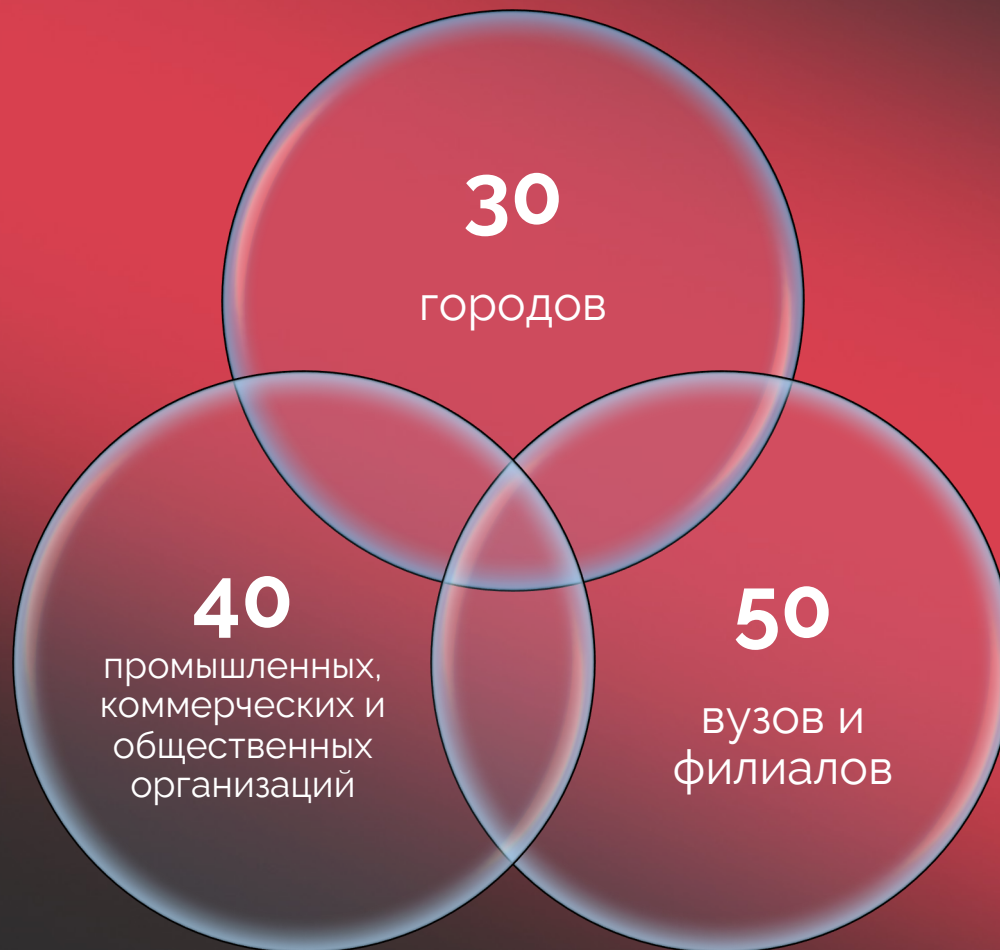 30
городов
40
промышленных,
коммерческих и
общественных
организаций
50
вузов и
филиалов